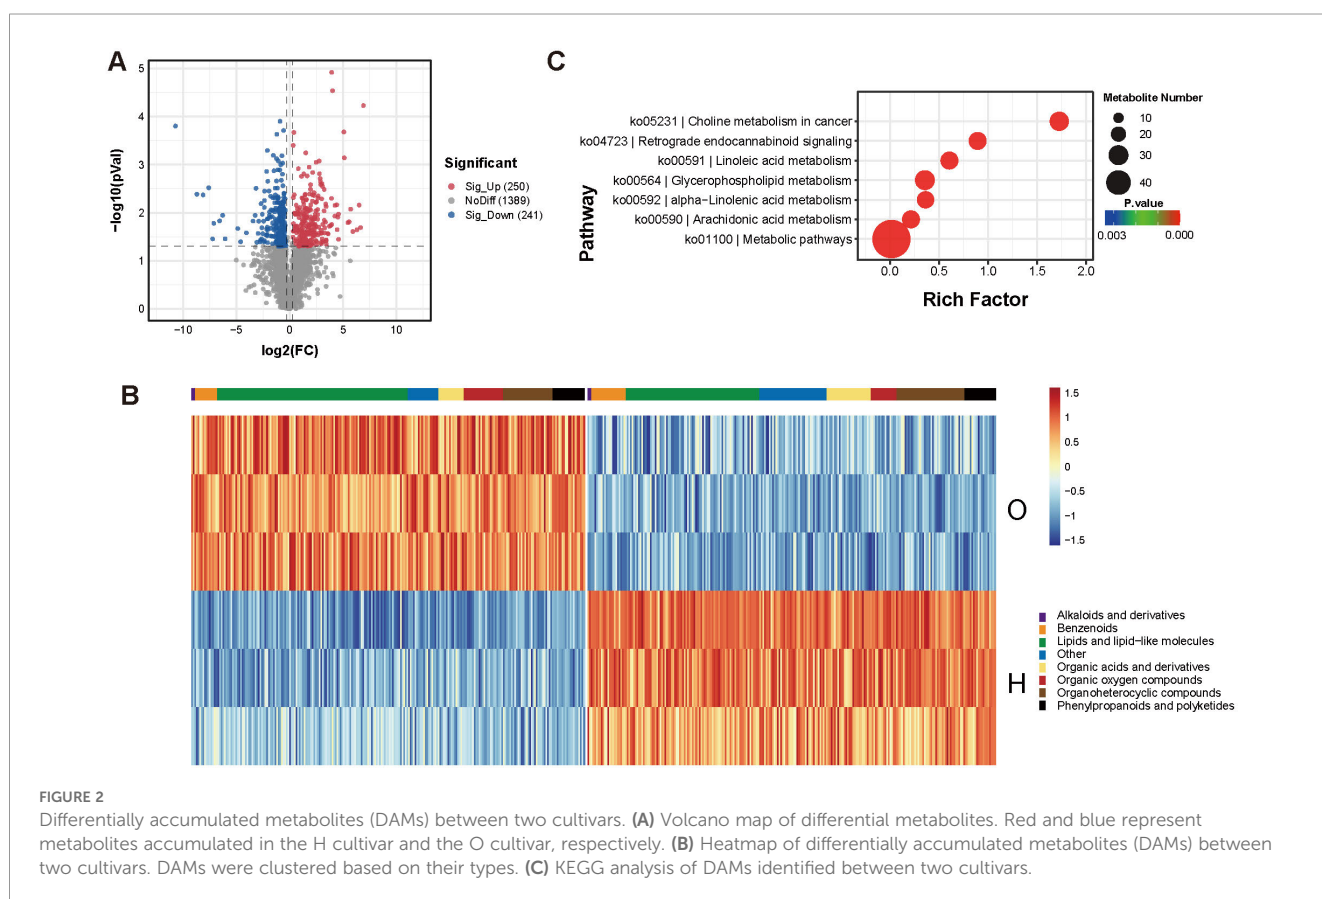 A
5
4
3
2
1
0
−log10(pVal)
−10
−5
0
5
10
log2(FC)
Significant
Sig_Up (250)
NoDiff (1389)
Sig_Down (241)
C
Pathway
ko05231 | Choline metabolism in cancer
ko04723 | Retrograde endocannabinoid signaling
ko00591 | Linoleic acid metabolism
ko00564 | Glycerophospholipid metabolism
ko00592 | alpha−Linolenic acid metabolism
ko00590 | Arachidonic acid metabolism
ko01100 | Metabolic pathways
0.0
0.5
1.0
1.5
2.0
Rich Factor
Metabolite Number
10
20
30
40
P.value
0.003
0.000
B
O
H
1.5
1
0.5
0
−0.5
−1
−1.5
Alkaloids and derivatives
Benzenoids
Lipids and lipid−like molecules
Other
Organic acids and derivatives
Organic oxygen compounds
Organoheterocyclic compounds
Phenylpropanoids and polyketides
FIGURE 2
Differentially accumulated metabolites (DAMs) between two cultivars. (A) Volcano map of differential metabolites. Red and blue represent
metabolites accumulated in the H cultivar and the O cultivar, respectively. (B) Heatmap of differentially accumulated metabolites (DAMs) between
two cultivars. DAMs were clustered based on their types. (C) KEGG analysis of DAMs identified between two cultivars.